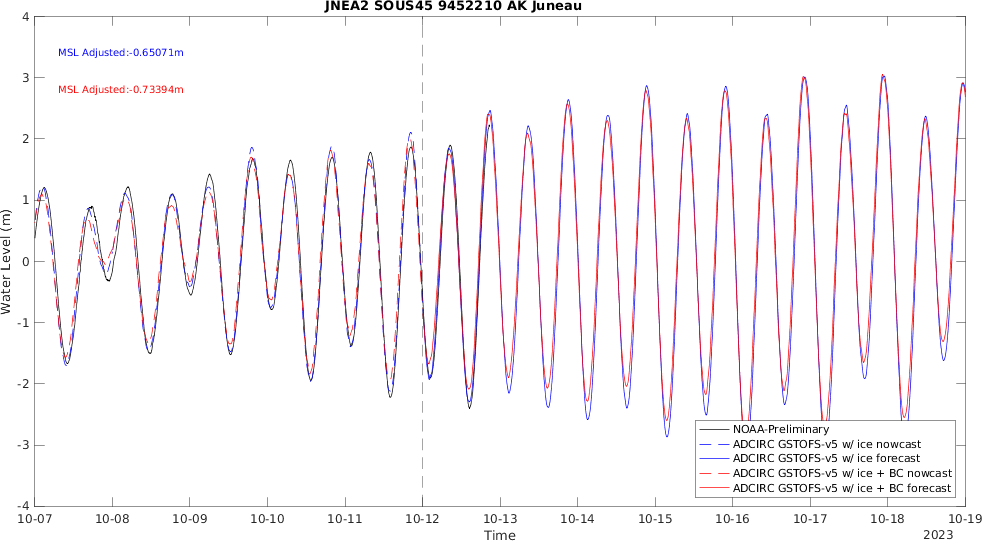 JNEA2 SOUS45 9452210 AK Juneau
MSL Adjusted:-0.65071m
MSL Adjusted:-0.73394m
4
3
2
1
0
-1
-2
-3
-4
Water Level (m)
NOAA-Preliminary
ADCIRC GSTOFS-v5 w/ ice nowcast
ADCIRC GSTOFS-v5 w/ ice forecast
ADCIRC GSTOFS-v5 w/ ice + BC nowcast
ADCIRC GSTOFS-v5 w/ ice + BC forecast
10-07 10-08 10-09 10-10 10-11 10-12 10-13 10-14 10-15 10-16 10-17 10-18 10-19
Time
2023